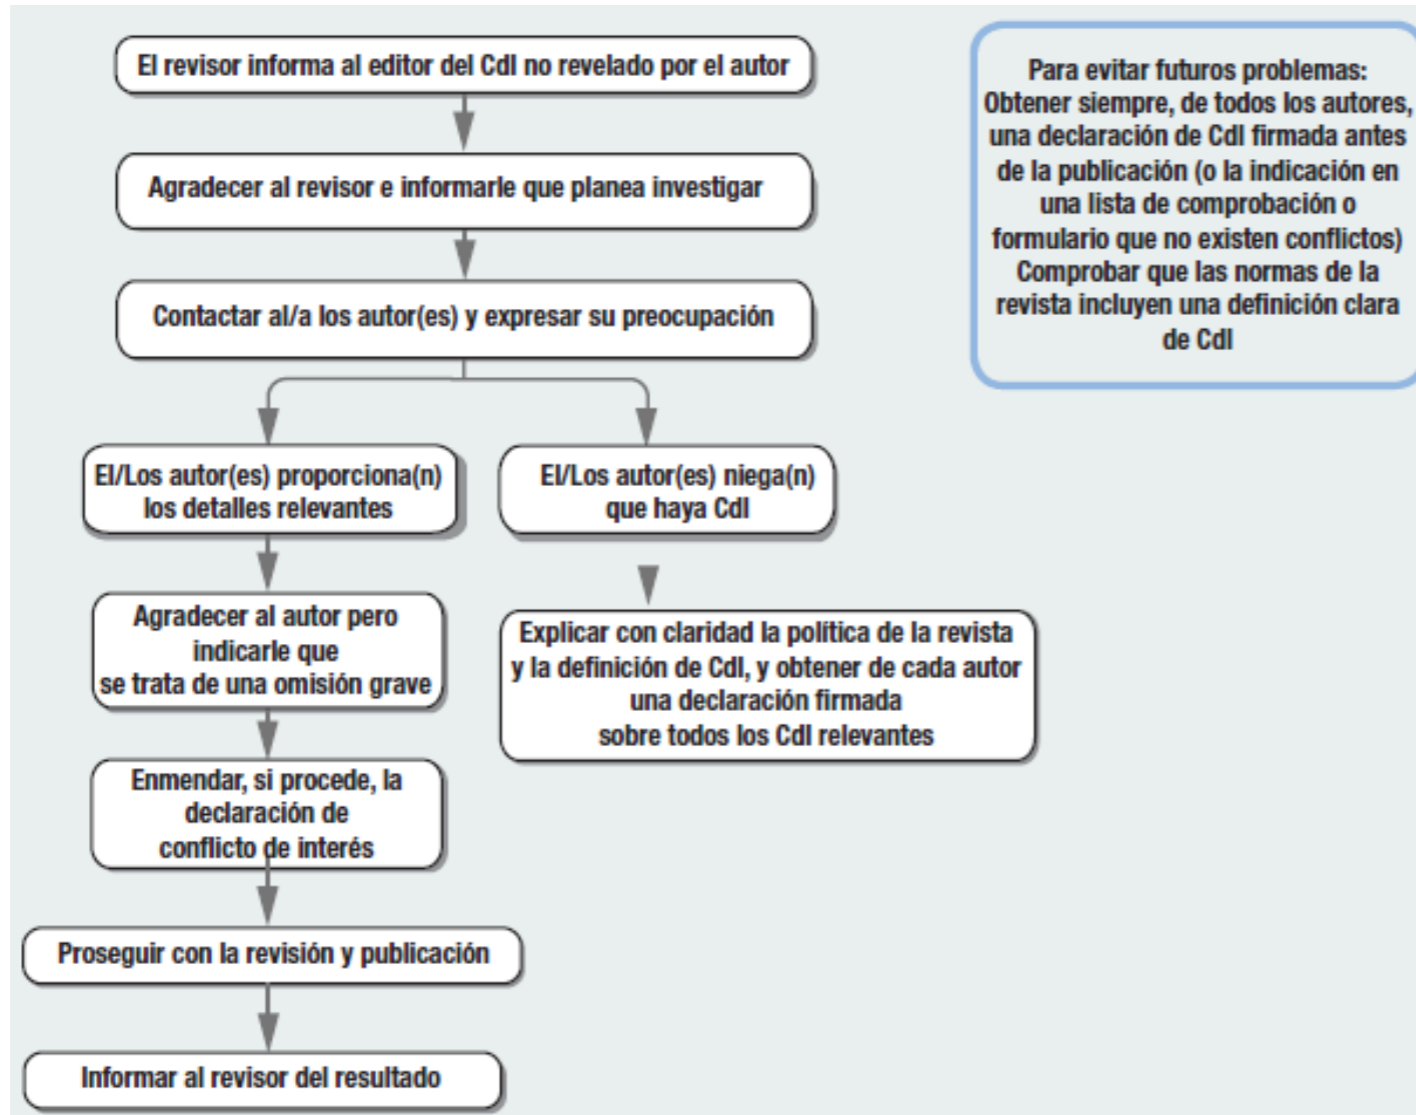 El revisor informa al editor del CdI no revelado por el autor
Agradecer al revisor e informarle que planea investigar
Contactar al/a los autor(es) y expresar su preocupación
El/Los autor(es) proporciona(n)
los detalles relevantes
Agradecer al autor pero
indicarle que
se trata de una omisión grave
Enmendar, si procede, la
declaración de
conflicto de interés
Proseguir con la revisión y publicación
Informar al revisor del resultado
El/Los autor(es) niega(n)
que haya CdI
Explicar con claridad la política de la revista
y la definición de CdI, y obtener de cada autor
una declaración firmada
sobre todos los CdI relevantes
Para evitar futuros problemas:
Obtener siempre, de todos los autores,
una declaración de CdI firmada antes
de la publicación (o la indicación en
una lista de comprobación o
formulario que no existen conflictos)
Comprobar que las normas de la
revista incluyen una definición clara
de CdI